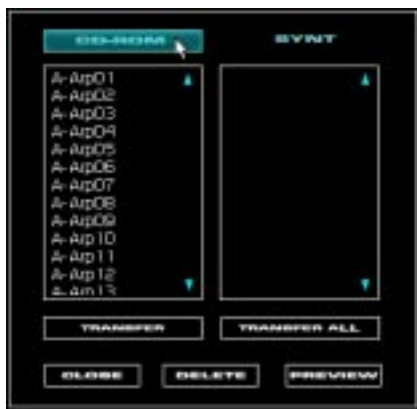 CD-ROM
SYNT
A-Arp01
A-Arp02
A-Arp03
A-Arp04
A-Arp05
A-Arp06
A-Arp07
A-Arp08
A-Arp09
A-Arp10
A-Arp11
A-Arp12
A-Arp13
TRANSFER
TRANSFER ALL
CLOSE
DELETE
PREVIEW